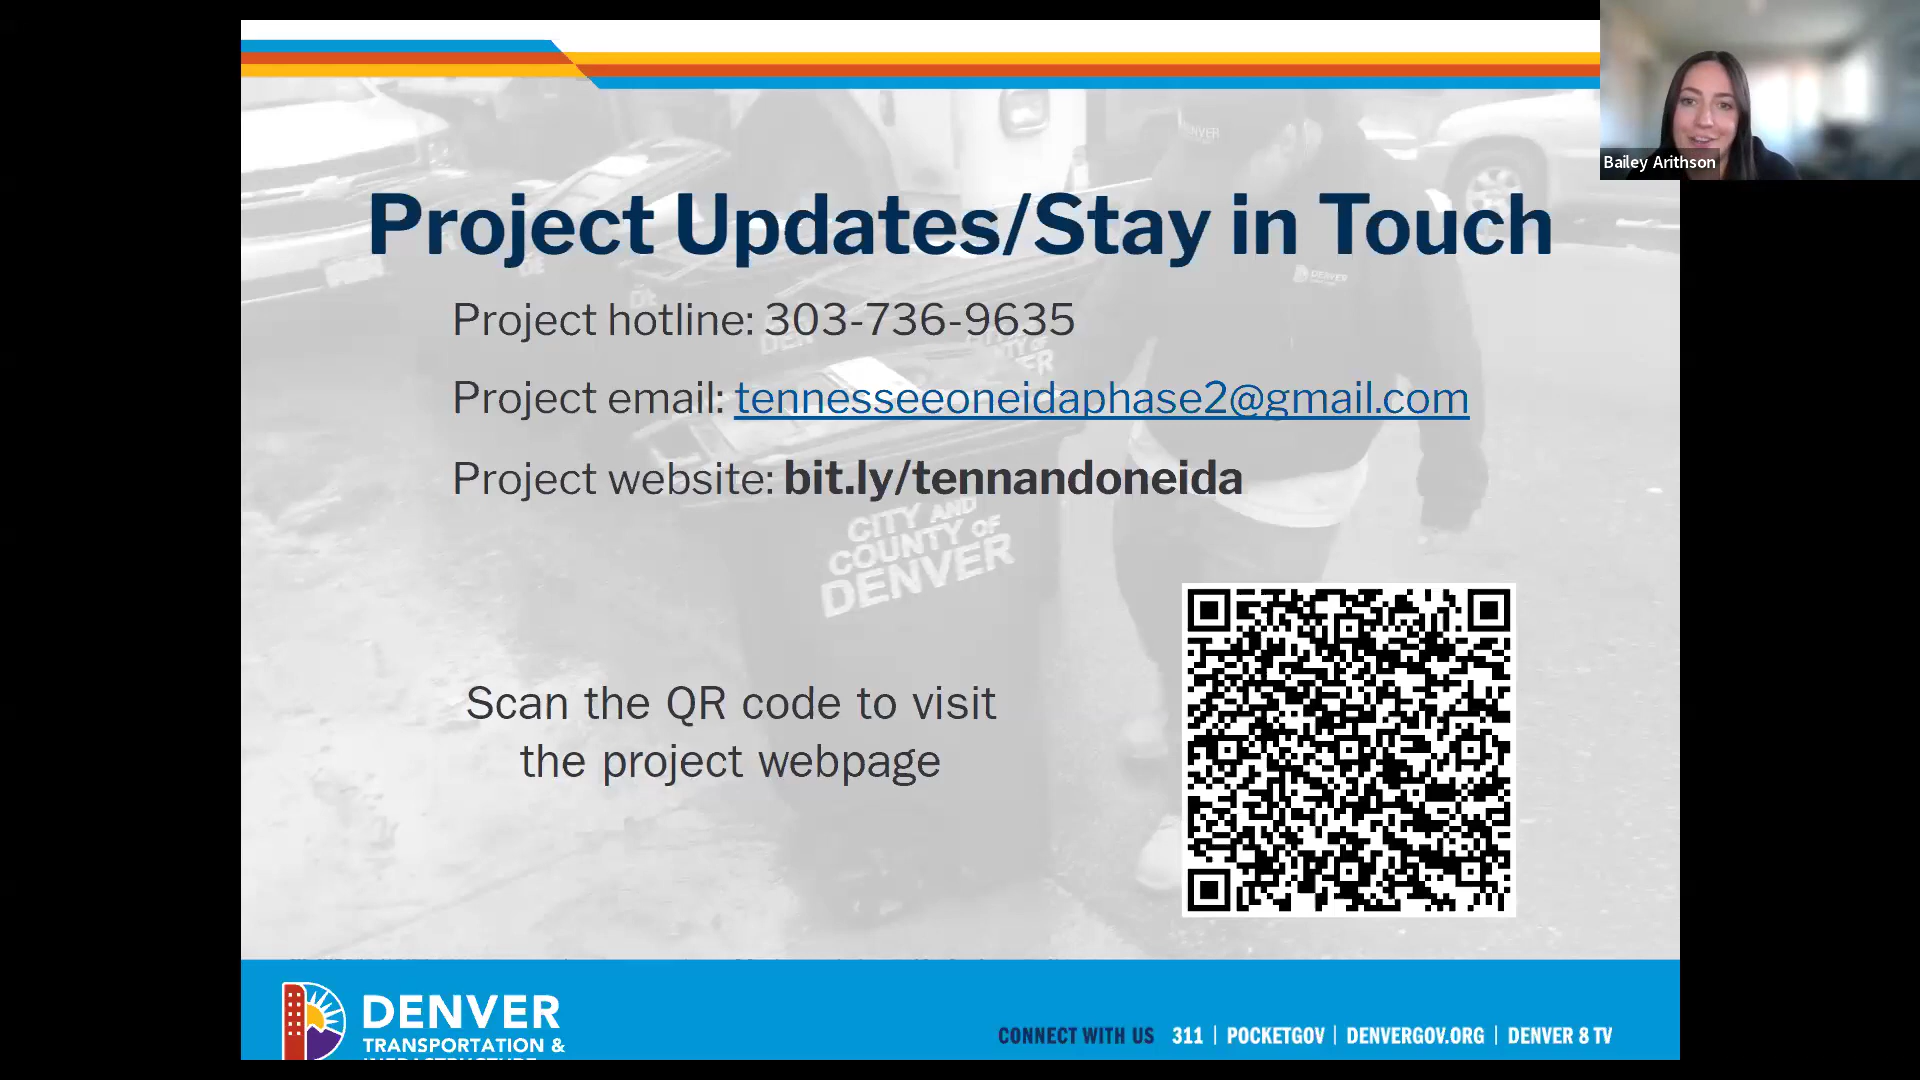 Bailey Arithson
Project Updates/Stay in Touch
Project hotline: 303-736-9635
Project email: tennesseeoneidaphase2@gmail.com
Project website: bit.ly/tennandoneida
CITY AND
COUNTY OF
DENVER
Scan the QR code to visit
the project webpage
DENVER
TRANSPORTATION &
INFRASTRUCTURE
CONNECT WITH US 311 | POCKETGOV | DENVERGOV.ORG | DENVER 8 TV